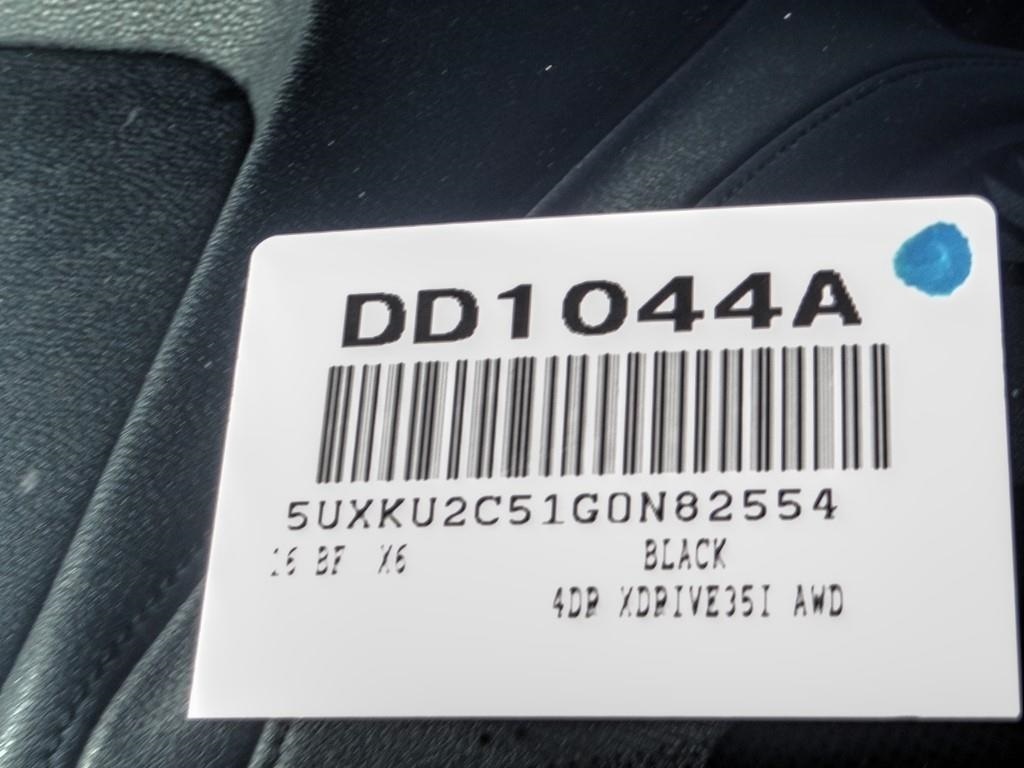 DD1044A
5UXKU2C51G0N82554
16 BF X6 BLACK
4DR XDRIVE35I AWD